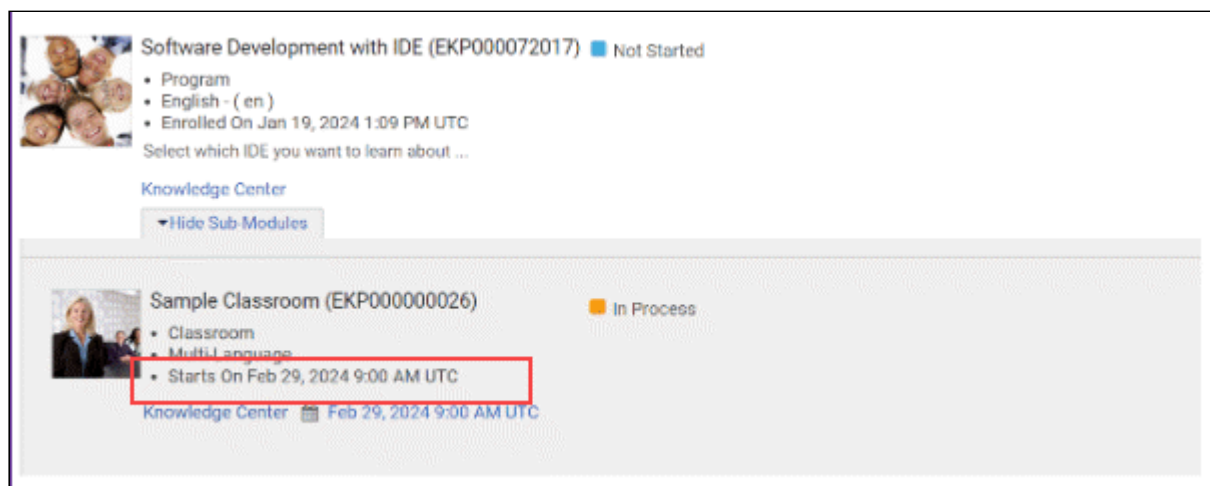 Software Development with IDE (EKP000072017) Not Started
• Program
• English - ( en )
• Enrolled On Jan 19, 2024 1:09 PM UTC
Select which IDE you want to learn about ...
Knowledge Center
Hide Sub-Modules
Sample Classroom (EKP000000026) In Process
• Classroom
• Multi-Language
• Starts On Feb 29, 2024 9:00 AM UTC
Knowledge Center Feb 29, 2024 9:00 AM UTC